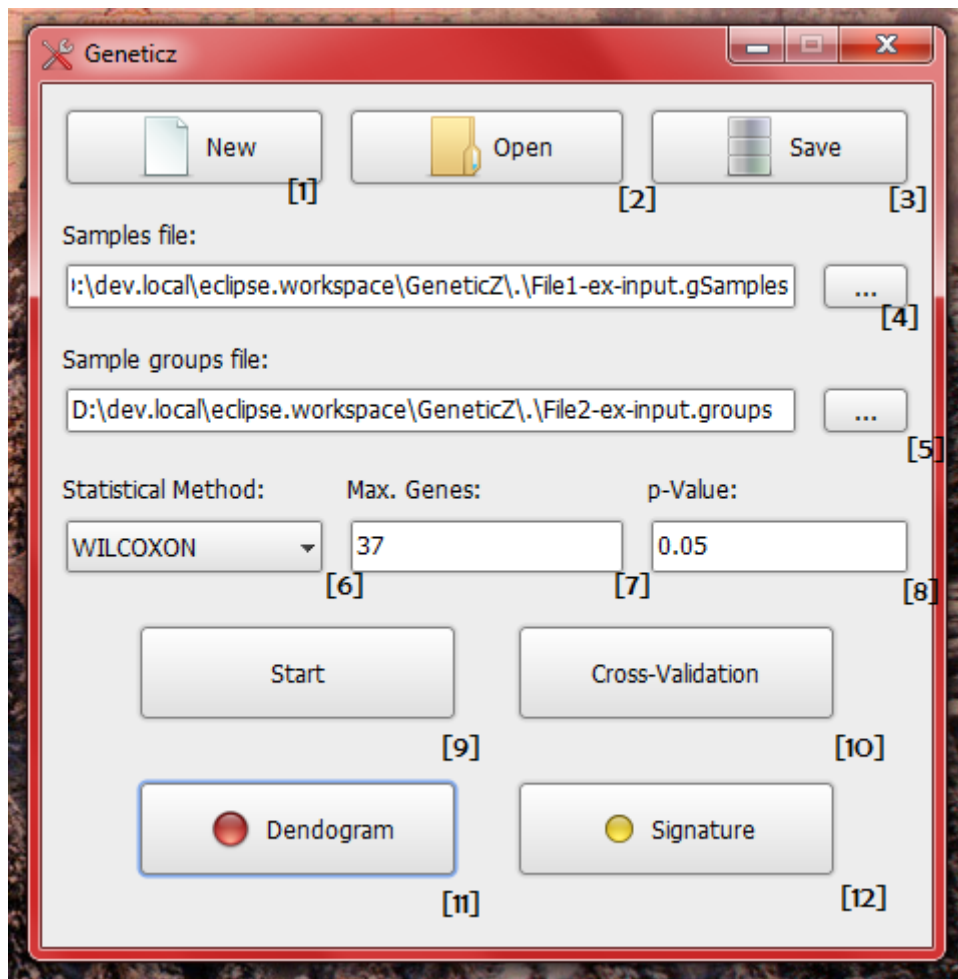 Geneticz
New Open Save
[1] [2] [3]
Samples file:
:\dev.local\eclipse.workspace\GeneticZ\.\File1-ex-input.gSamples ...
[4]
Sample groups file:
D:\dev.local\eclipse.workspace\GeneticZ\.\File2-ex-input.groups ...
[5]
Statistical Method: Max. Genes: p-Value:
WILCOXON 37 0.05
[6] [7] [8]
Start Cross-Validation
[9] [10]
Dendogram Signature
[11] [12]